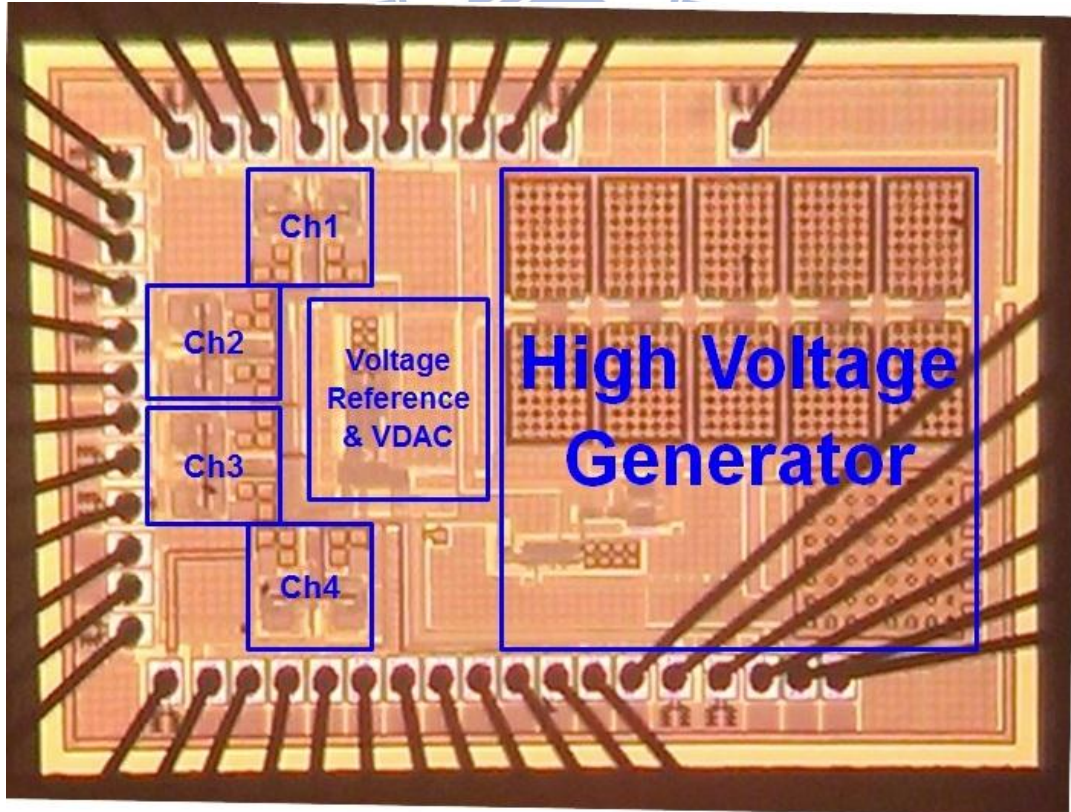 Ch1
Ch2
Voltage
Reference
& VDAC
High Voltage
Generator
Ch3
Ch4